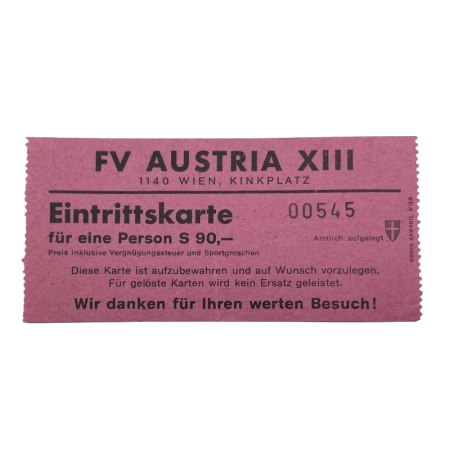 FV AUSTRIA XIII
1140 WIEN, KINKPLATZ
Eintrittskarte 00545
für eine Person S 90,—
Amtlich aufgelegt
Preis inklusive Vergnügungssteuer und Sportgroschen
Diese Karte ist aufzubewahren und auf Wunsch vorzulegen.
Für gelöste Karten wird kein Ersatz geleistet.
Wir danken für Ihren werten Besuch!
WIEN